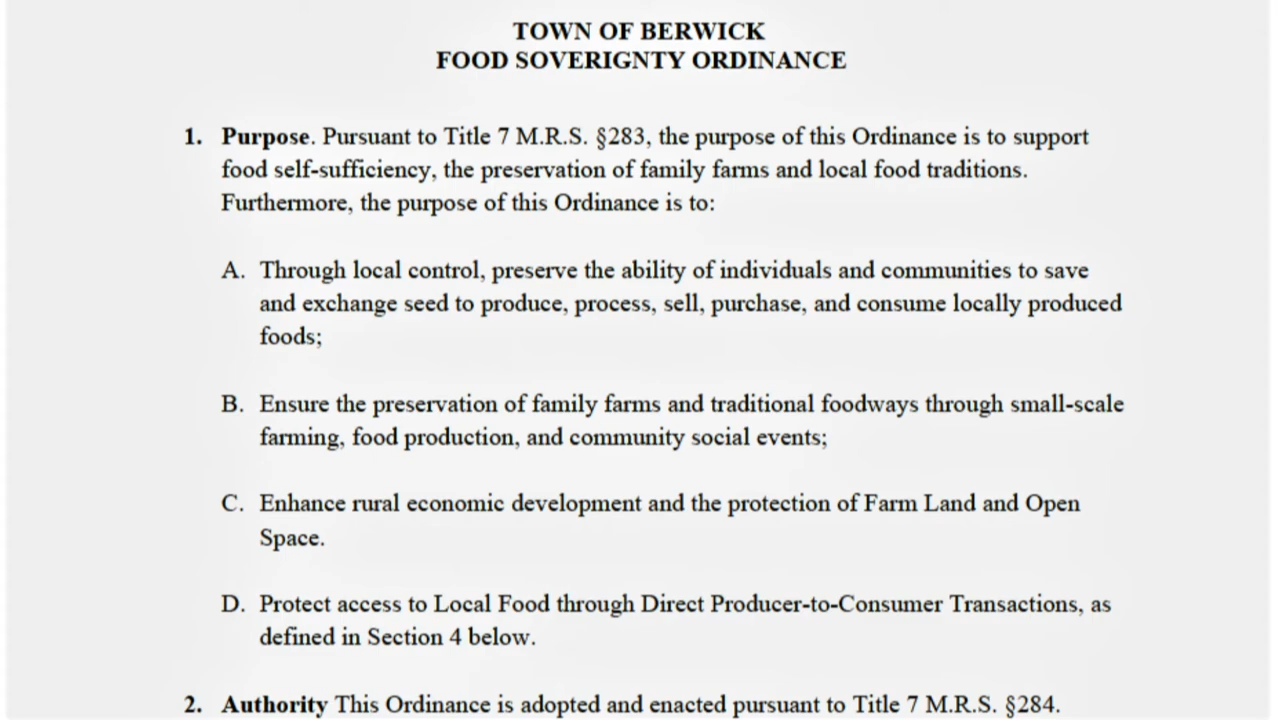 TOWN OF BERWICK
FOOD SOVERIGNTY ORDINANCE
1. Purpose. Pursuant to Title 7 M.R.S. §283, the purpose of this Ordinance is to support
food self-sufficiency, the preservation of family farms and local food traditions.
Furthermore, the purpose of this Ordinance is to:
A. Through local control, preserve the ability of individuals and communities to save
and exchange seed to produce, process, sell, purchase, and consume locally produced
foods;
B. Ensure the preservation of family farms and traditional foodways through small-scale
farming, food production, and community social events;
C. Enhance rural economic development and the protection of Farm Land and Open
Space.
D. Protect access to Local Food through Direct Producer-to-Consumer Transactions, as
defined in Section 4 below.
2. Authority This Ordinance is adopted and enacted pursuant to Title 7 M.R.S. §284.